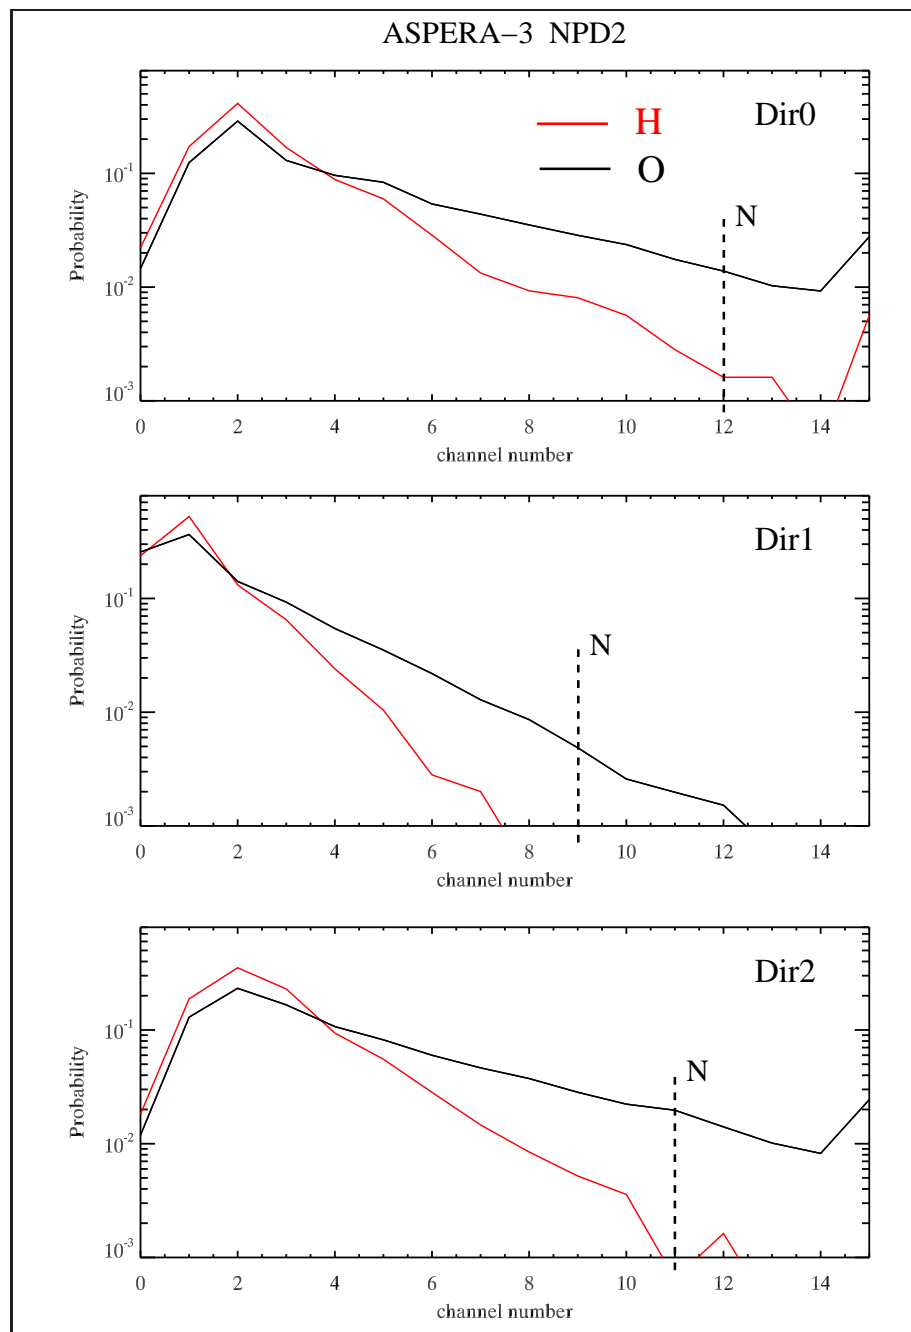 ASPERA−3 NPD2
H
Dir0
O
N
10-1
10-2
10-3
Probability
0 2 4 6 8 10 12 14
channel number
Dir1
N
10-1
10-2
10-3
Probability
0 2 4 6 8 10 12 14
channel number
Dir2
N
10-1
10-2
10-3
Probability
0 2 4 6 8 10 12 14
channel number